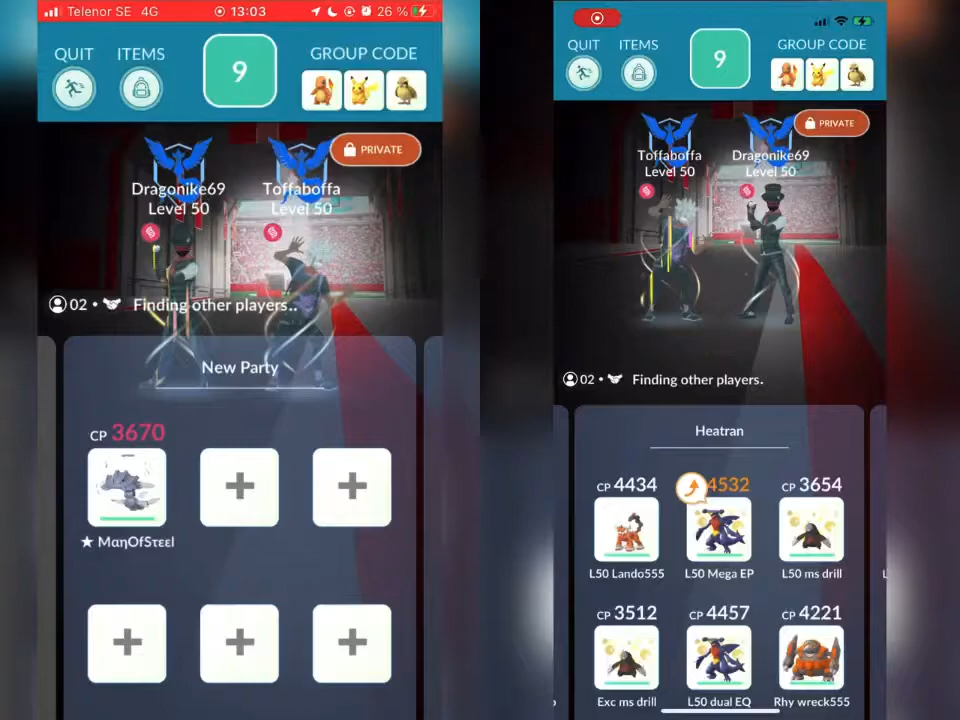 Telenor SE 4G 13:03 26 %
QUIT ITEMS 9 GROUP CODE
PRIVATE
Dragonike69 Toffaboffa
Level 50 Level 50
02 • Finding other players..
New Party
CP 3670
★ MαηOfSτεεl
QUIT ITEMS 9 GROUP CODE
PRIVATE
Toffaboffa Dragonike69
Level 50 Level 50
02 • Finding other players.
Heatran
CP 4434 4532 CP 3654
L50 Lando555 L50 Mega EP L50 ms drill
CP 3512 CP 4457 CP 4221
Exc ms drill L50 dual EQ Rhy wreck555